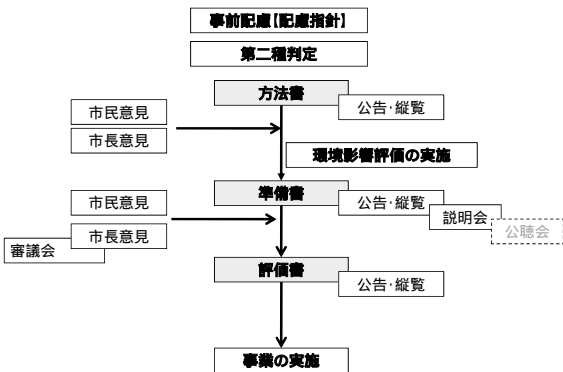 事前配慮【配慮指針】
第二種判定
方法書
公告・縦覧
市民意見
市長意見
環境影響評価の実施
準備書
市民意見
公告・縦覧
説明会
公聴会
市長意見
審議会
評価書
公告・縦覧
事業の実施